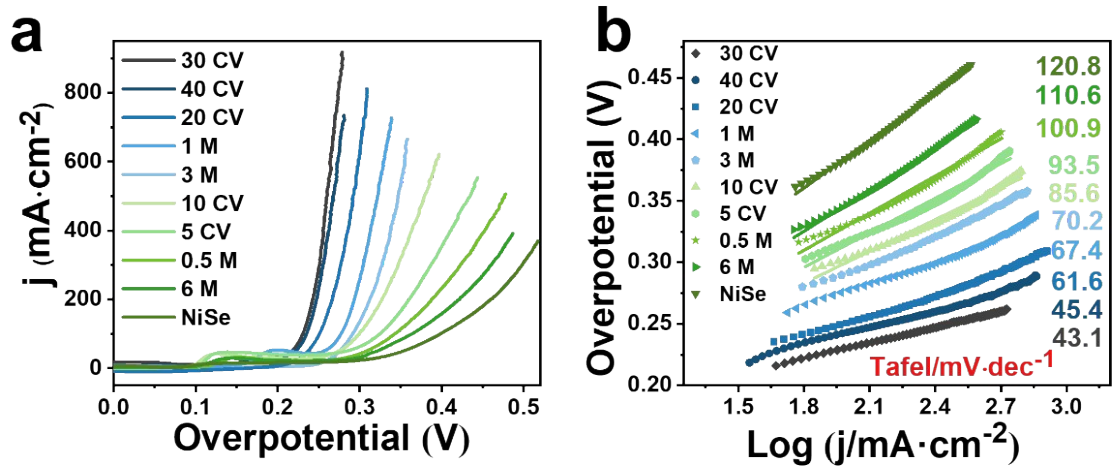 a
j (mA·cm⁻²)
800
600
400
200
0
30 CV
40 CV
20 CV
1 M
3 M
10 CV
5 CV
0.5 M
6 M
NiSe
0.0 0.1 0.2 0.3 0.4 0.5
Overpotential (V)
b
Overpotential (V)
0.45
0.40
0.35
0.30
0.25
0.20
30 CV
40 CV
20 CV
1 M
3 M
10 CV
5 CV
0.5 M
6 M
NiSe
120.8
110.6
100.9
93.5
85.6
70.2
67.4
61.6
45.4
43.1
Tafel/mV·dec⁻¹
1.5 1.8 2.1 2.4 2.7 3.0
Log (j/mA·cm⁻²)